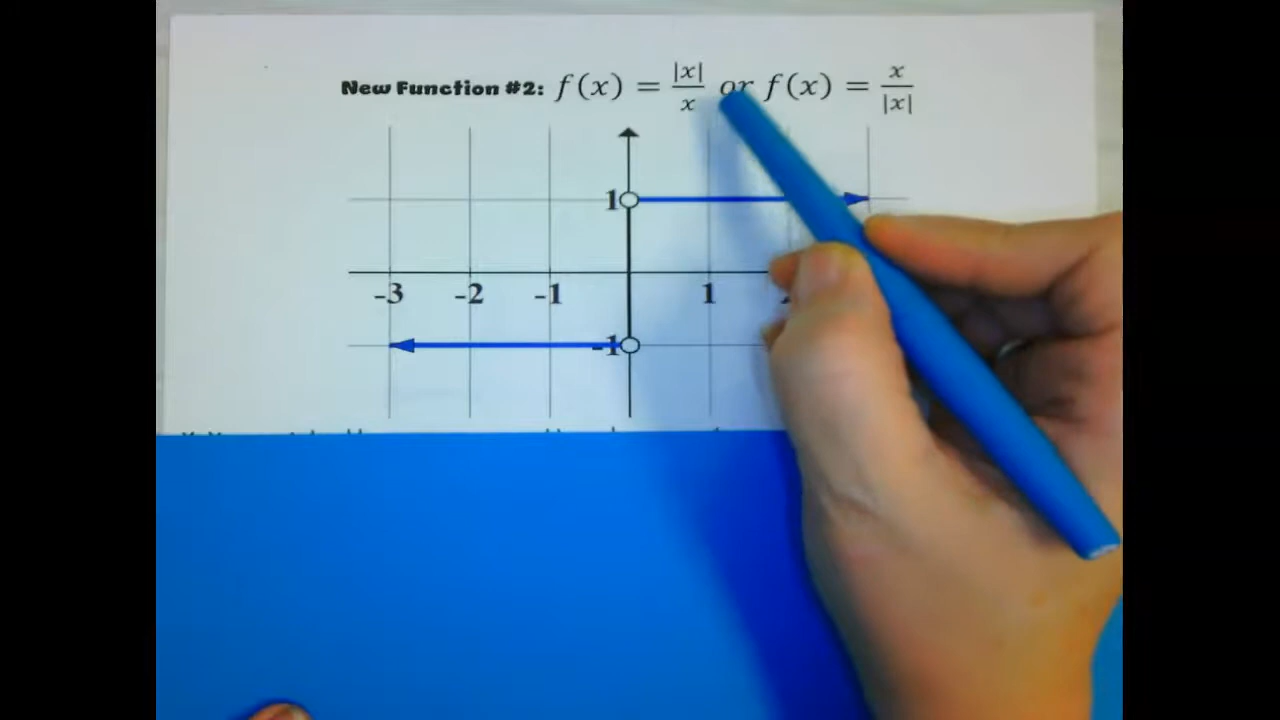 New Function #2: f(x) = |x|/x or f(x) = x/|x|
1
-3 -2 -1 1
-1